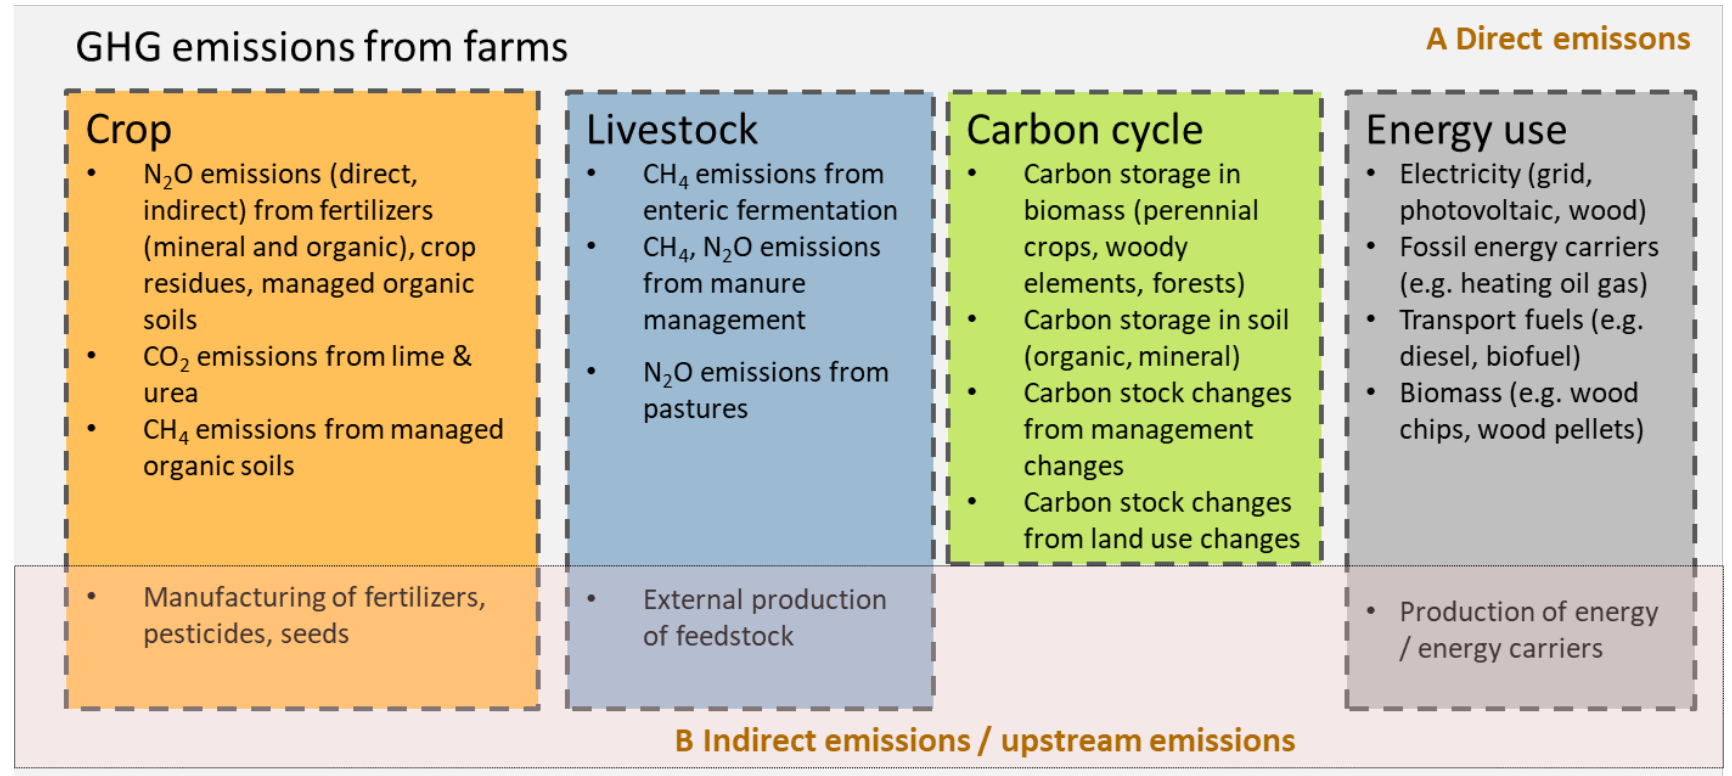 GHG emissions from farms
A Direct emissons
Crop
• N₂O emissions (direct,
indirect) from fertilizers
(mineral and organic), crop
residues, managed organic
soils
• CO₂ emissions from lime &
urea
• CH₄ emissions from managed
organic soils
• Manufacturing of fertilizers,
pesticides, seeds
Livestock
• CH₄ emissions from
enteric fermentation
• CH₄, N₂O emissions
from manure
management
• N₂O emissions from
pastures
• External production
of feedstock
Carbon cycle
• Carbon storage in
biomass (perennial
crops, woody
elements, forests)
• Carbon storage in soil
(organic, mineral)
• Carbon stock changes
from management
changes
• Carbon stock changes
from land use changes
Energy use
• Electricity (grid,
photovoltaic, wood)
• Fossil energy carriers
(e.g. heating oil gas)
• Transport fuels (e.g.
diesel, biofuel)
• Biomass (e.g. wood
chips, wood pellets)
• Production of energy
/ energy carriers
B Indirect emissions / upstream emissions